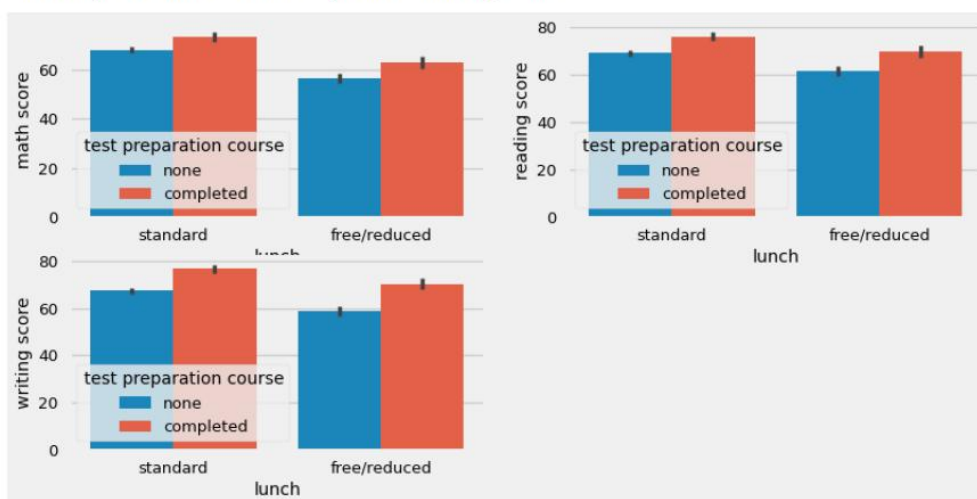 math score
60
40
20
0
test preparation course
none
completed
standard
free/reduced
lunch
reading score
80
60
40
20
0
test preparation course
none
completed
standard
free/reduced
lunch
writing score
80
60
40
20
0
test preparation course
none
completed
standard
free/reduced
lunch